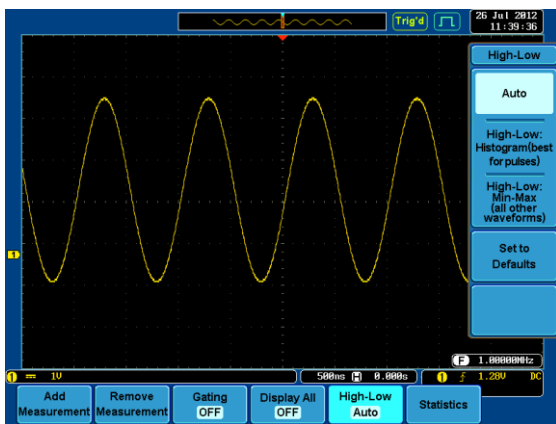 Trig'd
26 Jul 2012
11:39:36
High-Low
Auto
High-Low:
Histogram(best
for pulses)
High-Low:
Min-Max
(all other
waveforms)
Set to
Defaults
1
F 1.00000MHz
1 1V
500ns H 0.000s
1 1.28V DC
Add
Measurement
Remove
Measurement
Gating
OFF
Display All
OFF
High-Low
Auto
Statistics